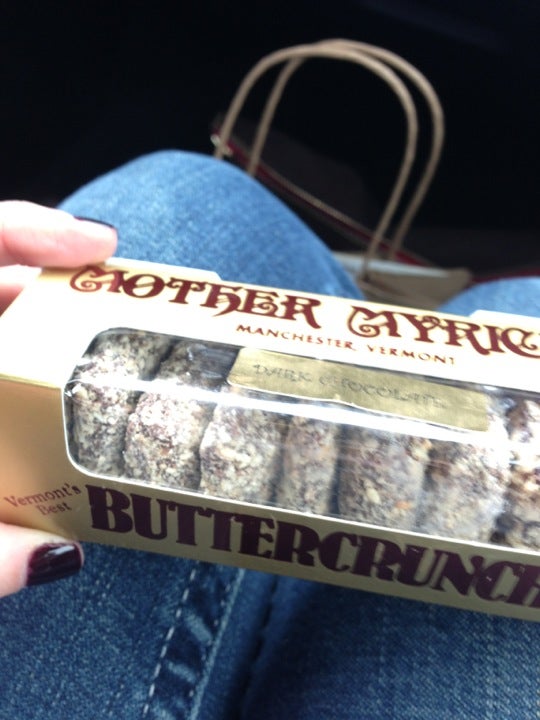 MOTHER MYRIC
MANCHESTER, VERMONT
DARK CHOCOLATE
Vermont's
Best
BUTTERCRUNCH